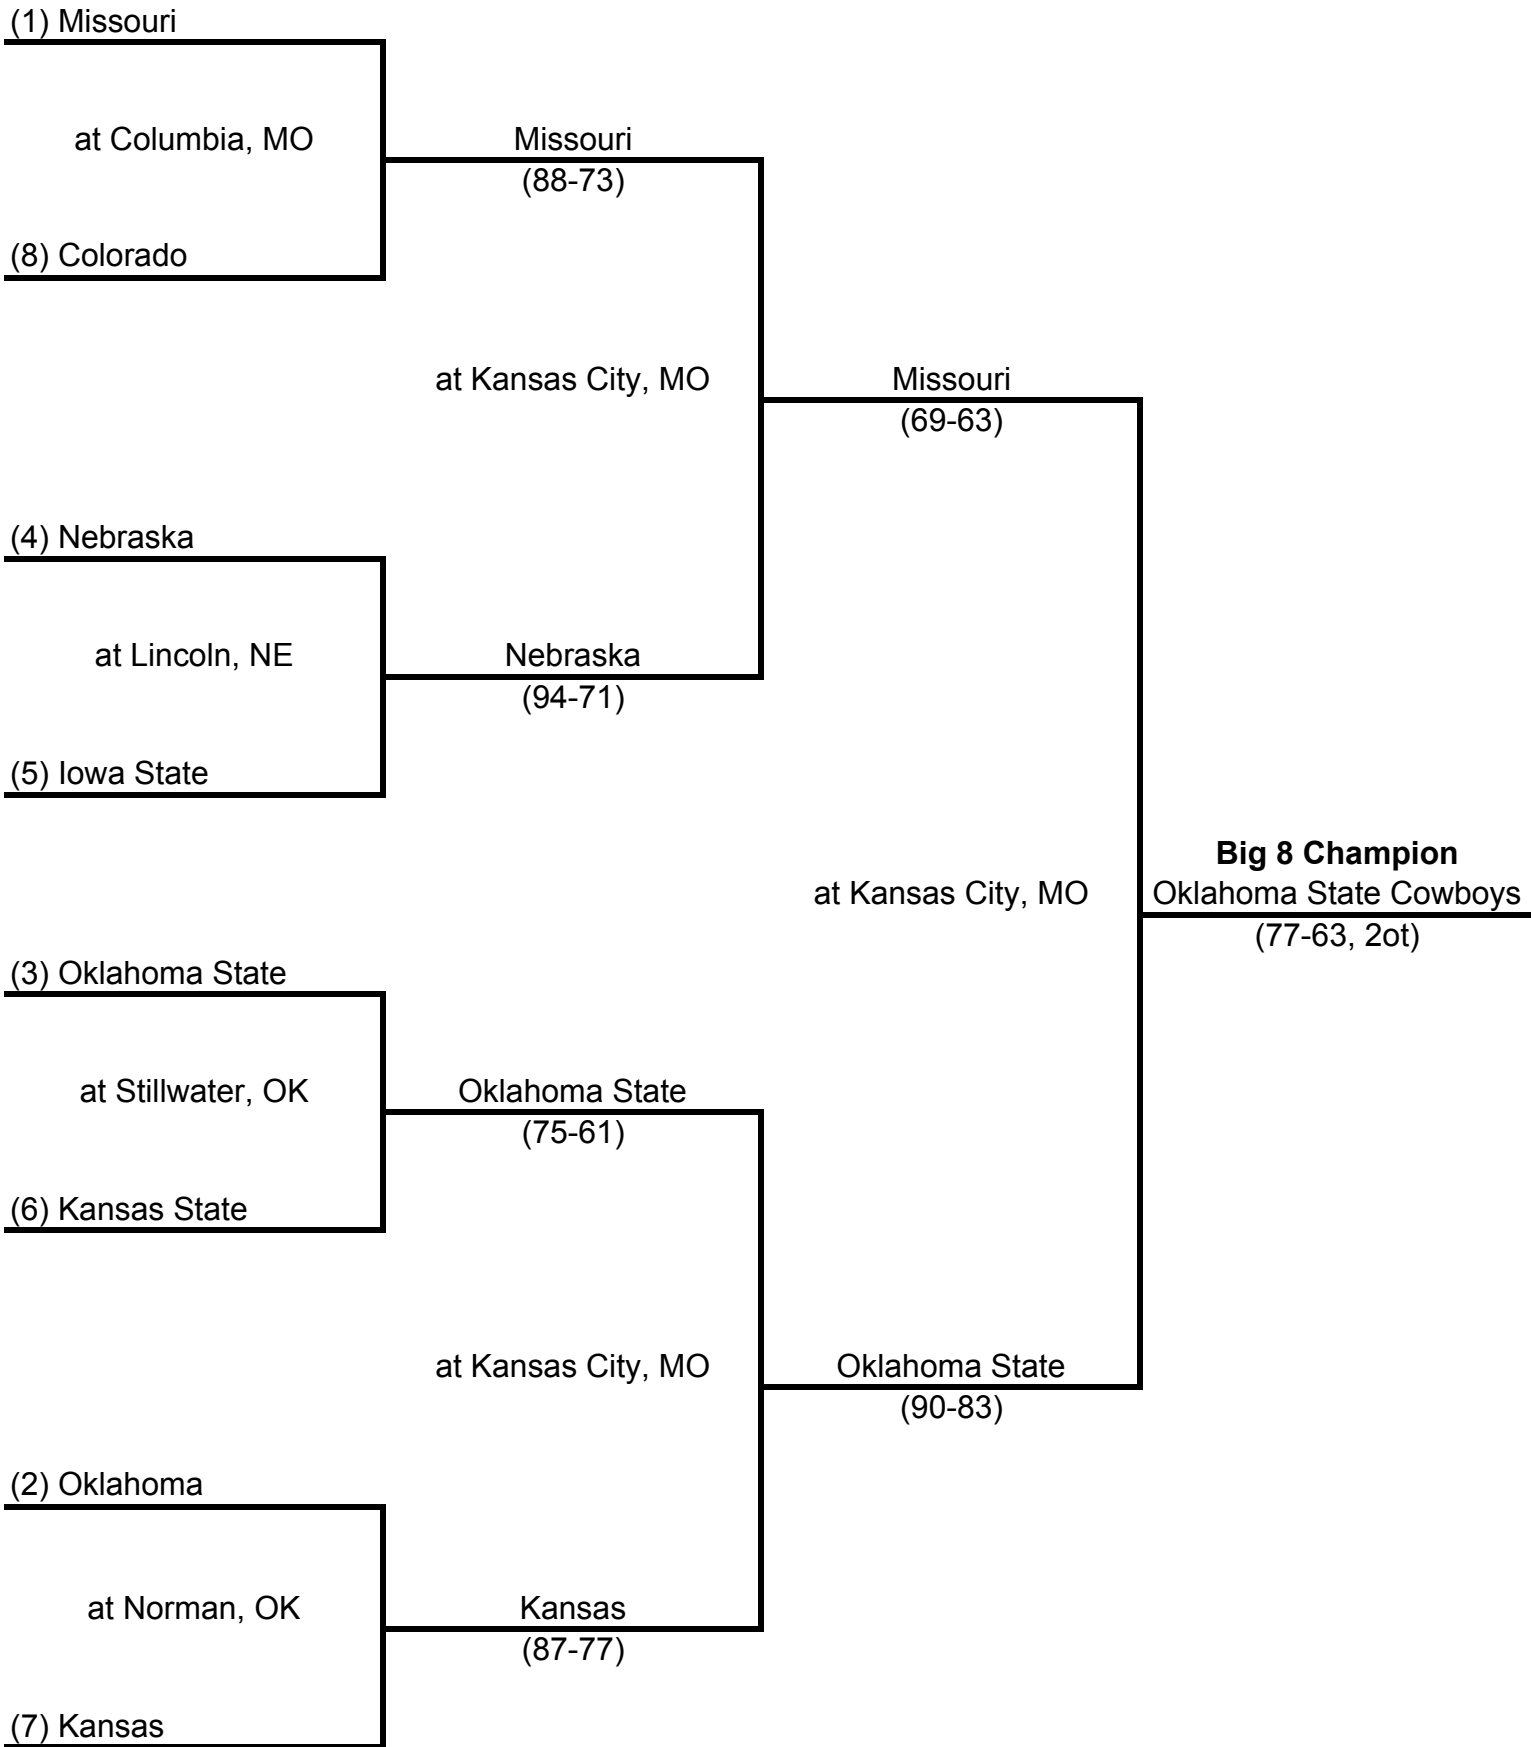 (1) Missouri
at Columbia, MO
Missouri
(88-73)
(8) Colorado
at Kansas City, MO
Missouri
(69-63)
(4) Nebraska
at Lincoln, NE
Nebraska
(94-71)
(5) Iowa State
at Kansas City, MO
Big 8 Champion
Oklahoma State Cowboys
(77-63, 2ot)
(3) Oklahoma State
at Stillwater, OK
Oklahoma State
(75-61)
(6) Kansas State
at Kansas City, MO
Oklahoma State
(90-83)
(2) Oklahoma
at Norman, OK
Kansas
(87-77)
(7) Kansas